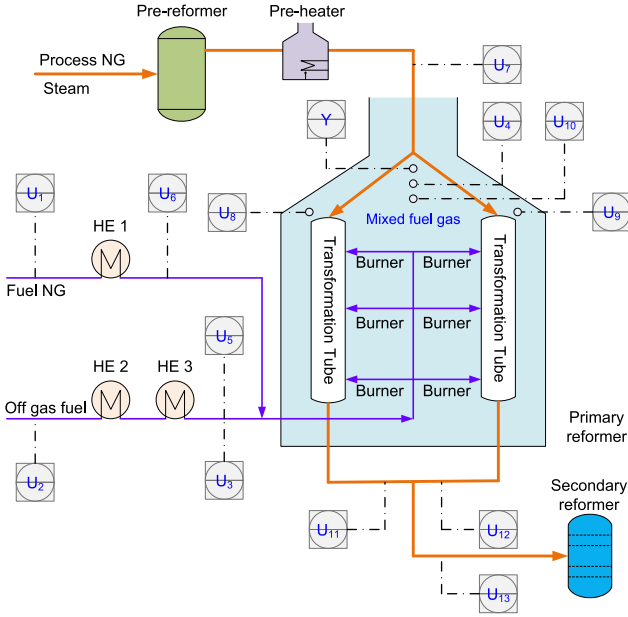 Pre-reformer
Pre-heater
Process NG
Steam
U7
Y
U4
U10
U1
U6
U8
U9
Mixed fuel gas
HE 1
Fuel NG
Transformation Tube
Burner
Burner
Transformation Tube
Burner
Burner
Burner
Burner
U5
HE 2
HE 3
Off gas fuel
U2
U3
Primary
reformer
Secondary
reformer
U11
U12
U13